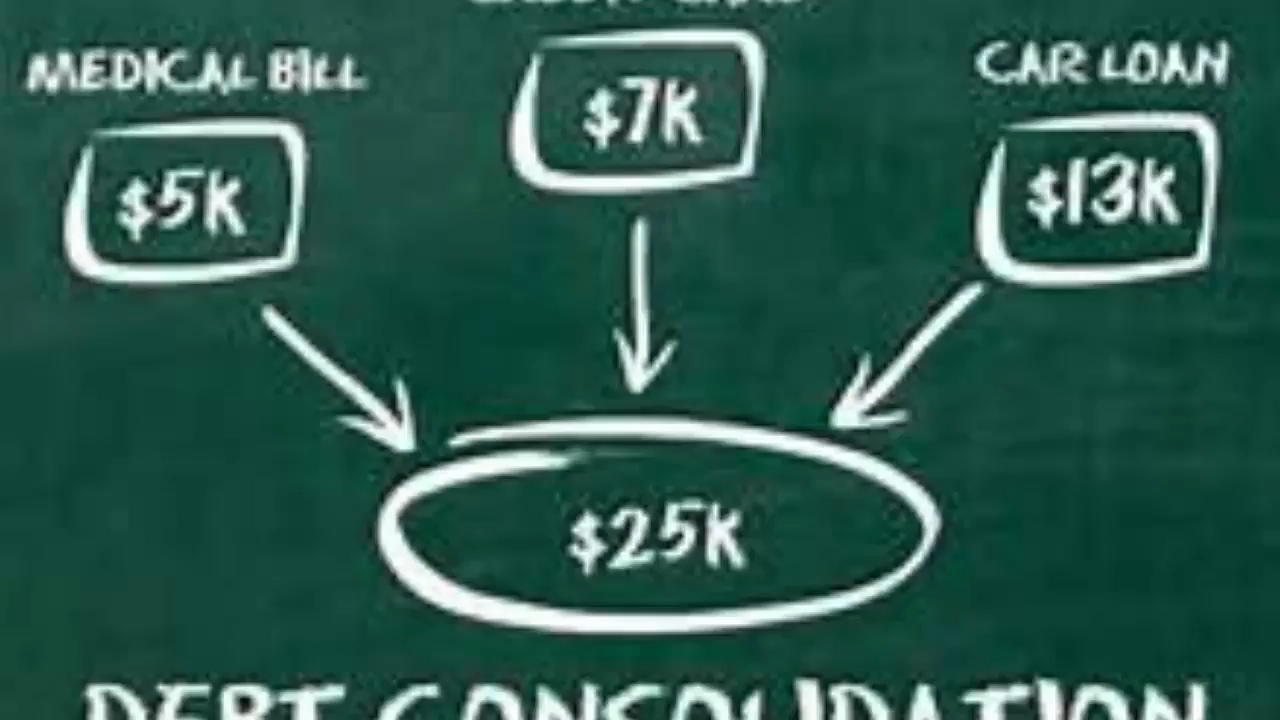 MEDICAL BILL
$5K
$7K
CAR LOAN
$13K
$25K
DEBT CONSOLIDATION